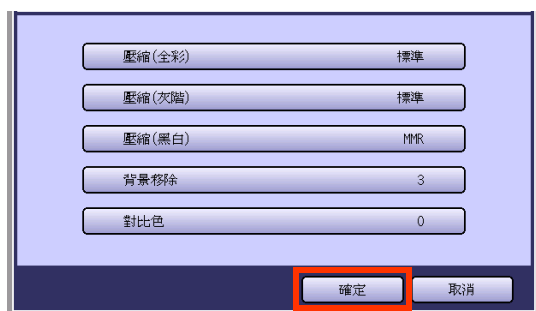 壓縮(全彩) 標準
壓縮(灰階) 標準
壓縮(黑白) MMR
背景移除 3
對比色 0
確定 取消